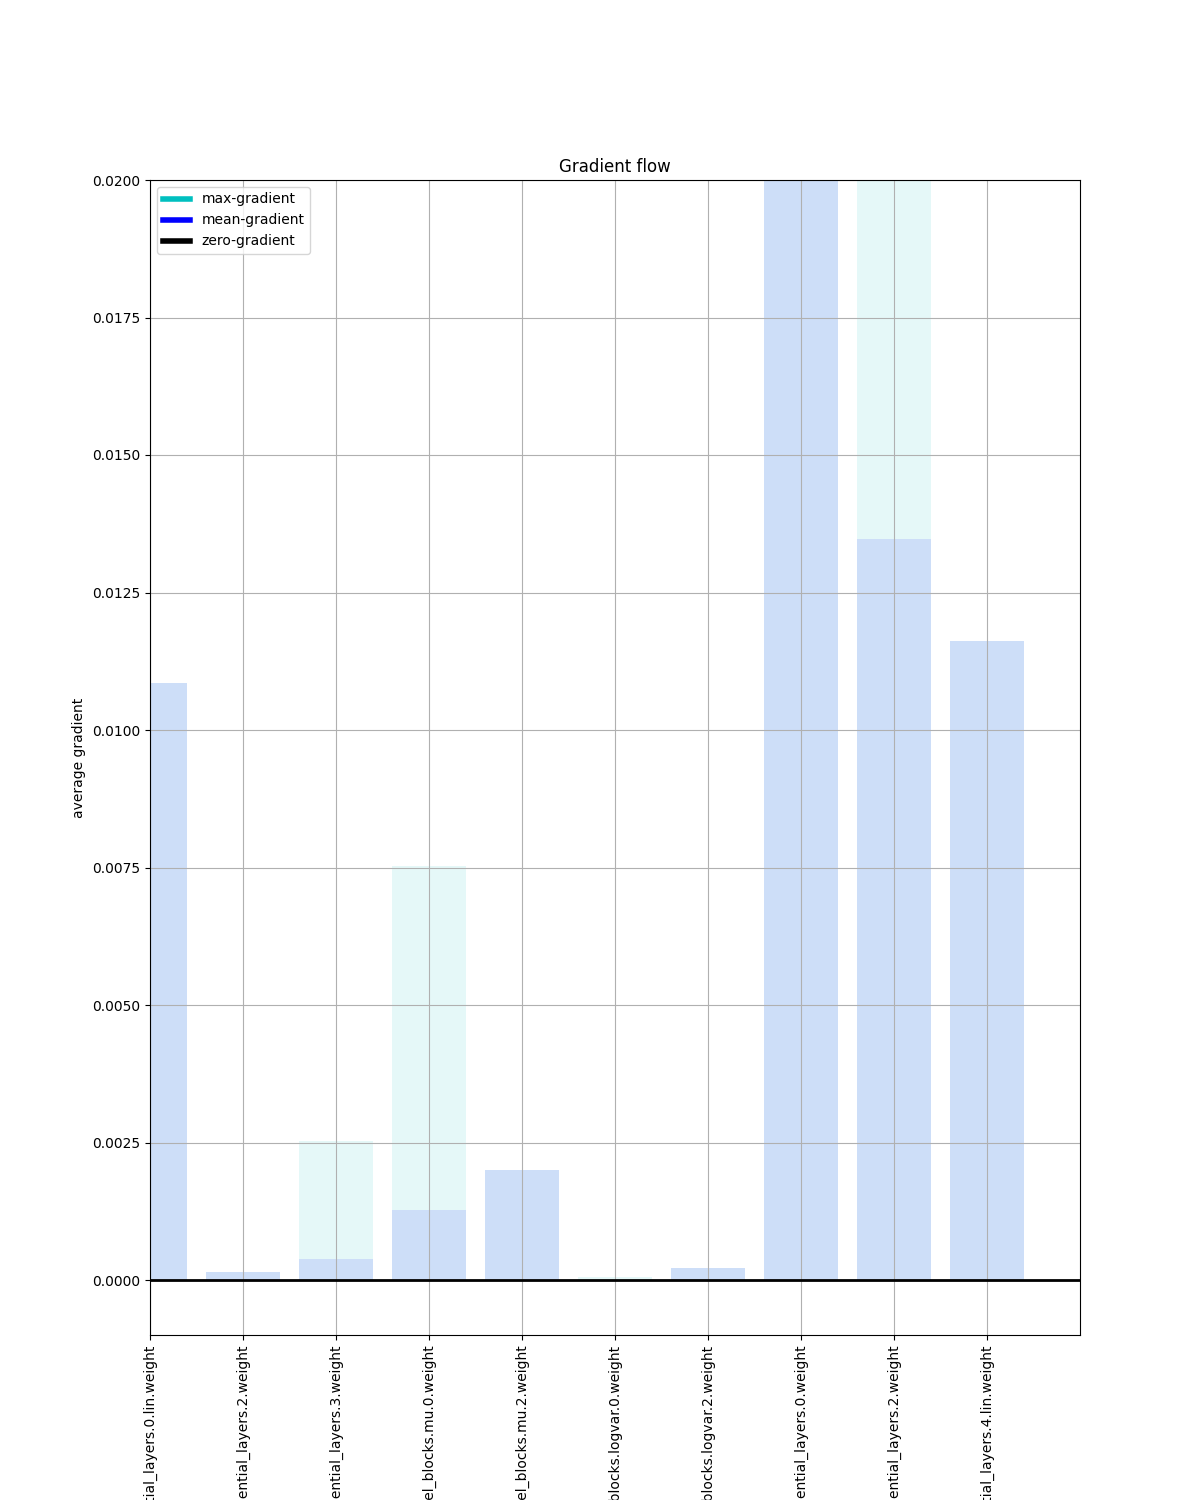 Gradient flow
max-gradient
mean-gradient
zero-gradient
0.0200
0.0175
0.0150
0.0125
0.0100
0.0075
0.0050
0.0025
0.0000
average gradient
tial_layers.0.lin.weight
ential_layers.2.weight
ential_layers.3.weight
el_blocks.mu.0.weight
el_blocks.mu.2.weight
blocks.logvar.0.weight
blocks.logvar.2.weight
ential_layers.0.weight
ential_layers.2.weight
tial_layers.4.lin.weight